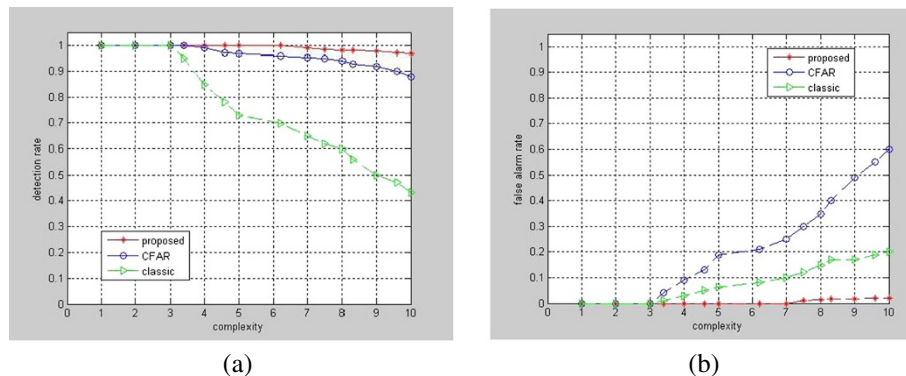 1
0.9
0.8
0.7
0.6
0.5
0.4
0.3
0.2
0.1
0
detection rate
proposed
CFAR
classic
0 1 2 3 4 5 6 7 8 9 10
complexity
(a)
1
0.9
0.8
0.7
0.6
0.5
0.4
0.3
0.2
0.1
0
false alarm rate
proposed
CFAR
classic
0 1 2 3 4 5 6 7 8 9 10
complexity
(b)